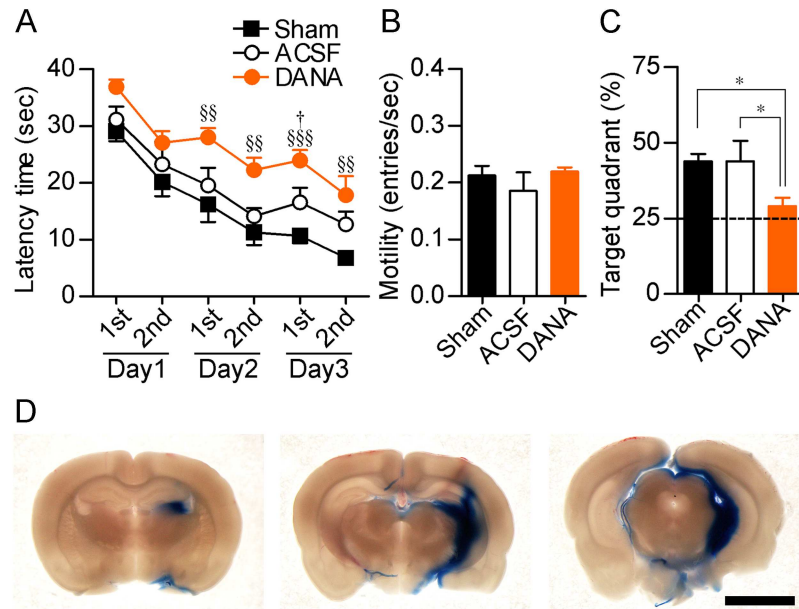 A
Sham
ACSF
DANA
Latency time (sec)
40
30
20
10
0
§§
§§
†
§§§
§§
1st
2nd
1st
2nd
1st
2nd
Day1
Day2
Day3
B
Motility (entries/sec)
0.4
0.3
0.2
0.1
0.0
Sham
ACSF
DANA
C
Target quadrant (%)
75
50
25
0
*
*
Sham
ACSF
DANA
D